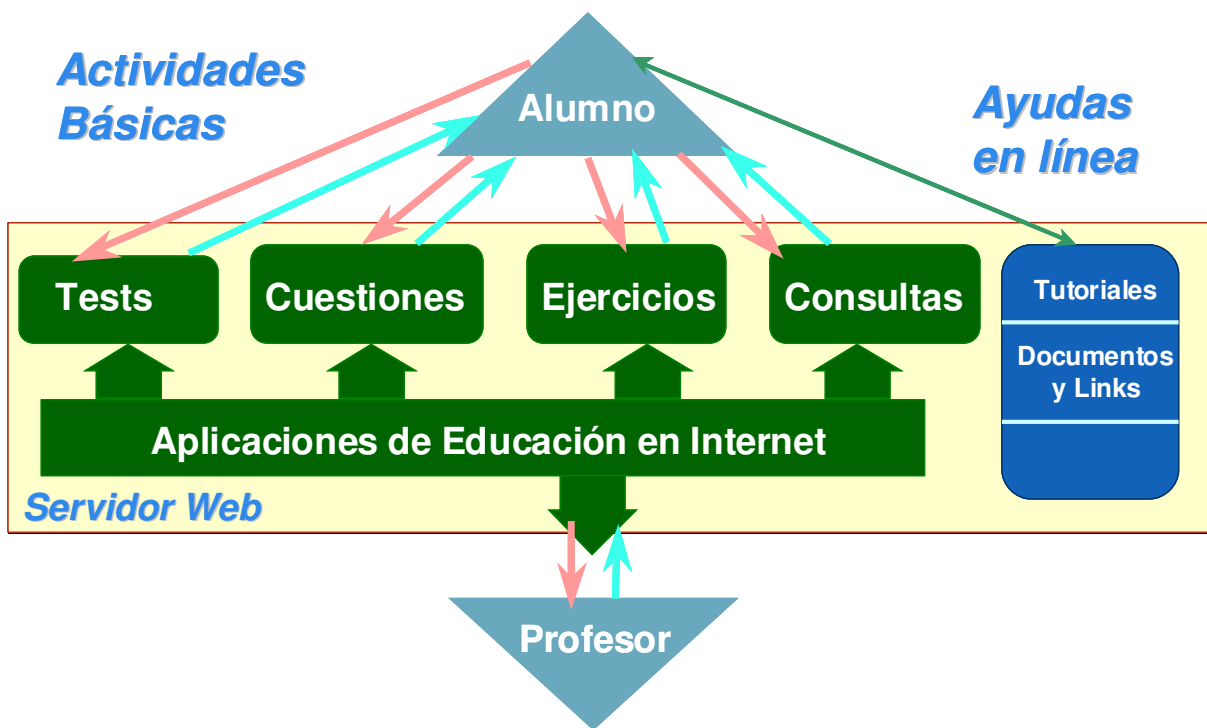 Actividades
Básicas
Alumno
Ayudas
en línea
Tests
Cuestiones
Ejercicios
Consultas
Tutoriales
Documentos
y Links
Aplicaciones de Educación en Internet
Servidor Web
Profesor